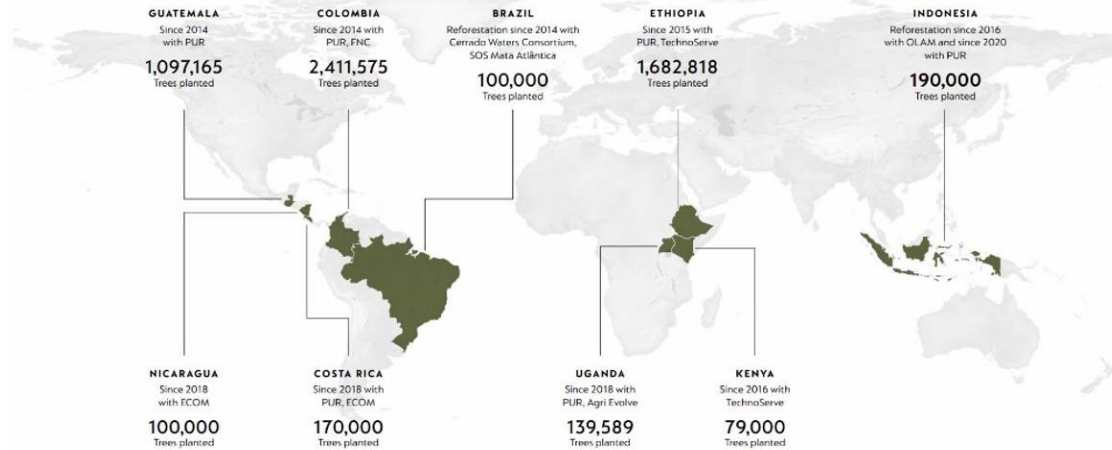 GUATEMALA
Since 2014
with PUR
1,097,165
Trees planted
COLOMBIA
Since 2014 with
PUR, FNC
2,411,575
Trees planted
BRAZIL
Reforestation since 2014 with
Cerrado Waters Consortium,
SOS Mata Atlântica
100,000
Trees planted
ETHIOPIA
Since 2015 with
PUR, TechnoServe
1,682,818
Trees planted
INDONESIA
Reforestation since 2016
with OLAM and since 2020
with PUR
190,000
Trees planted
NICARAGUA
Since 2018
with ECOM
100,000
Trees planted
COSTA RICA
Since 2018 with
PUR, ECOM
170,000
Trees planted
UGANDA
Since 2018 with
PUR, Agri Evolve
139,589
Trees planted
KENYA
Since 2016 with
TechnoServe
79,000
Trees planted